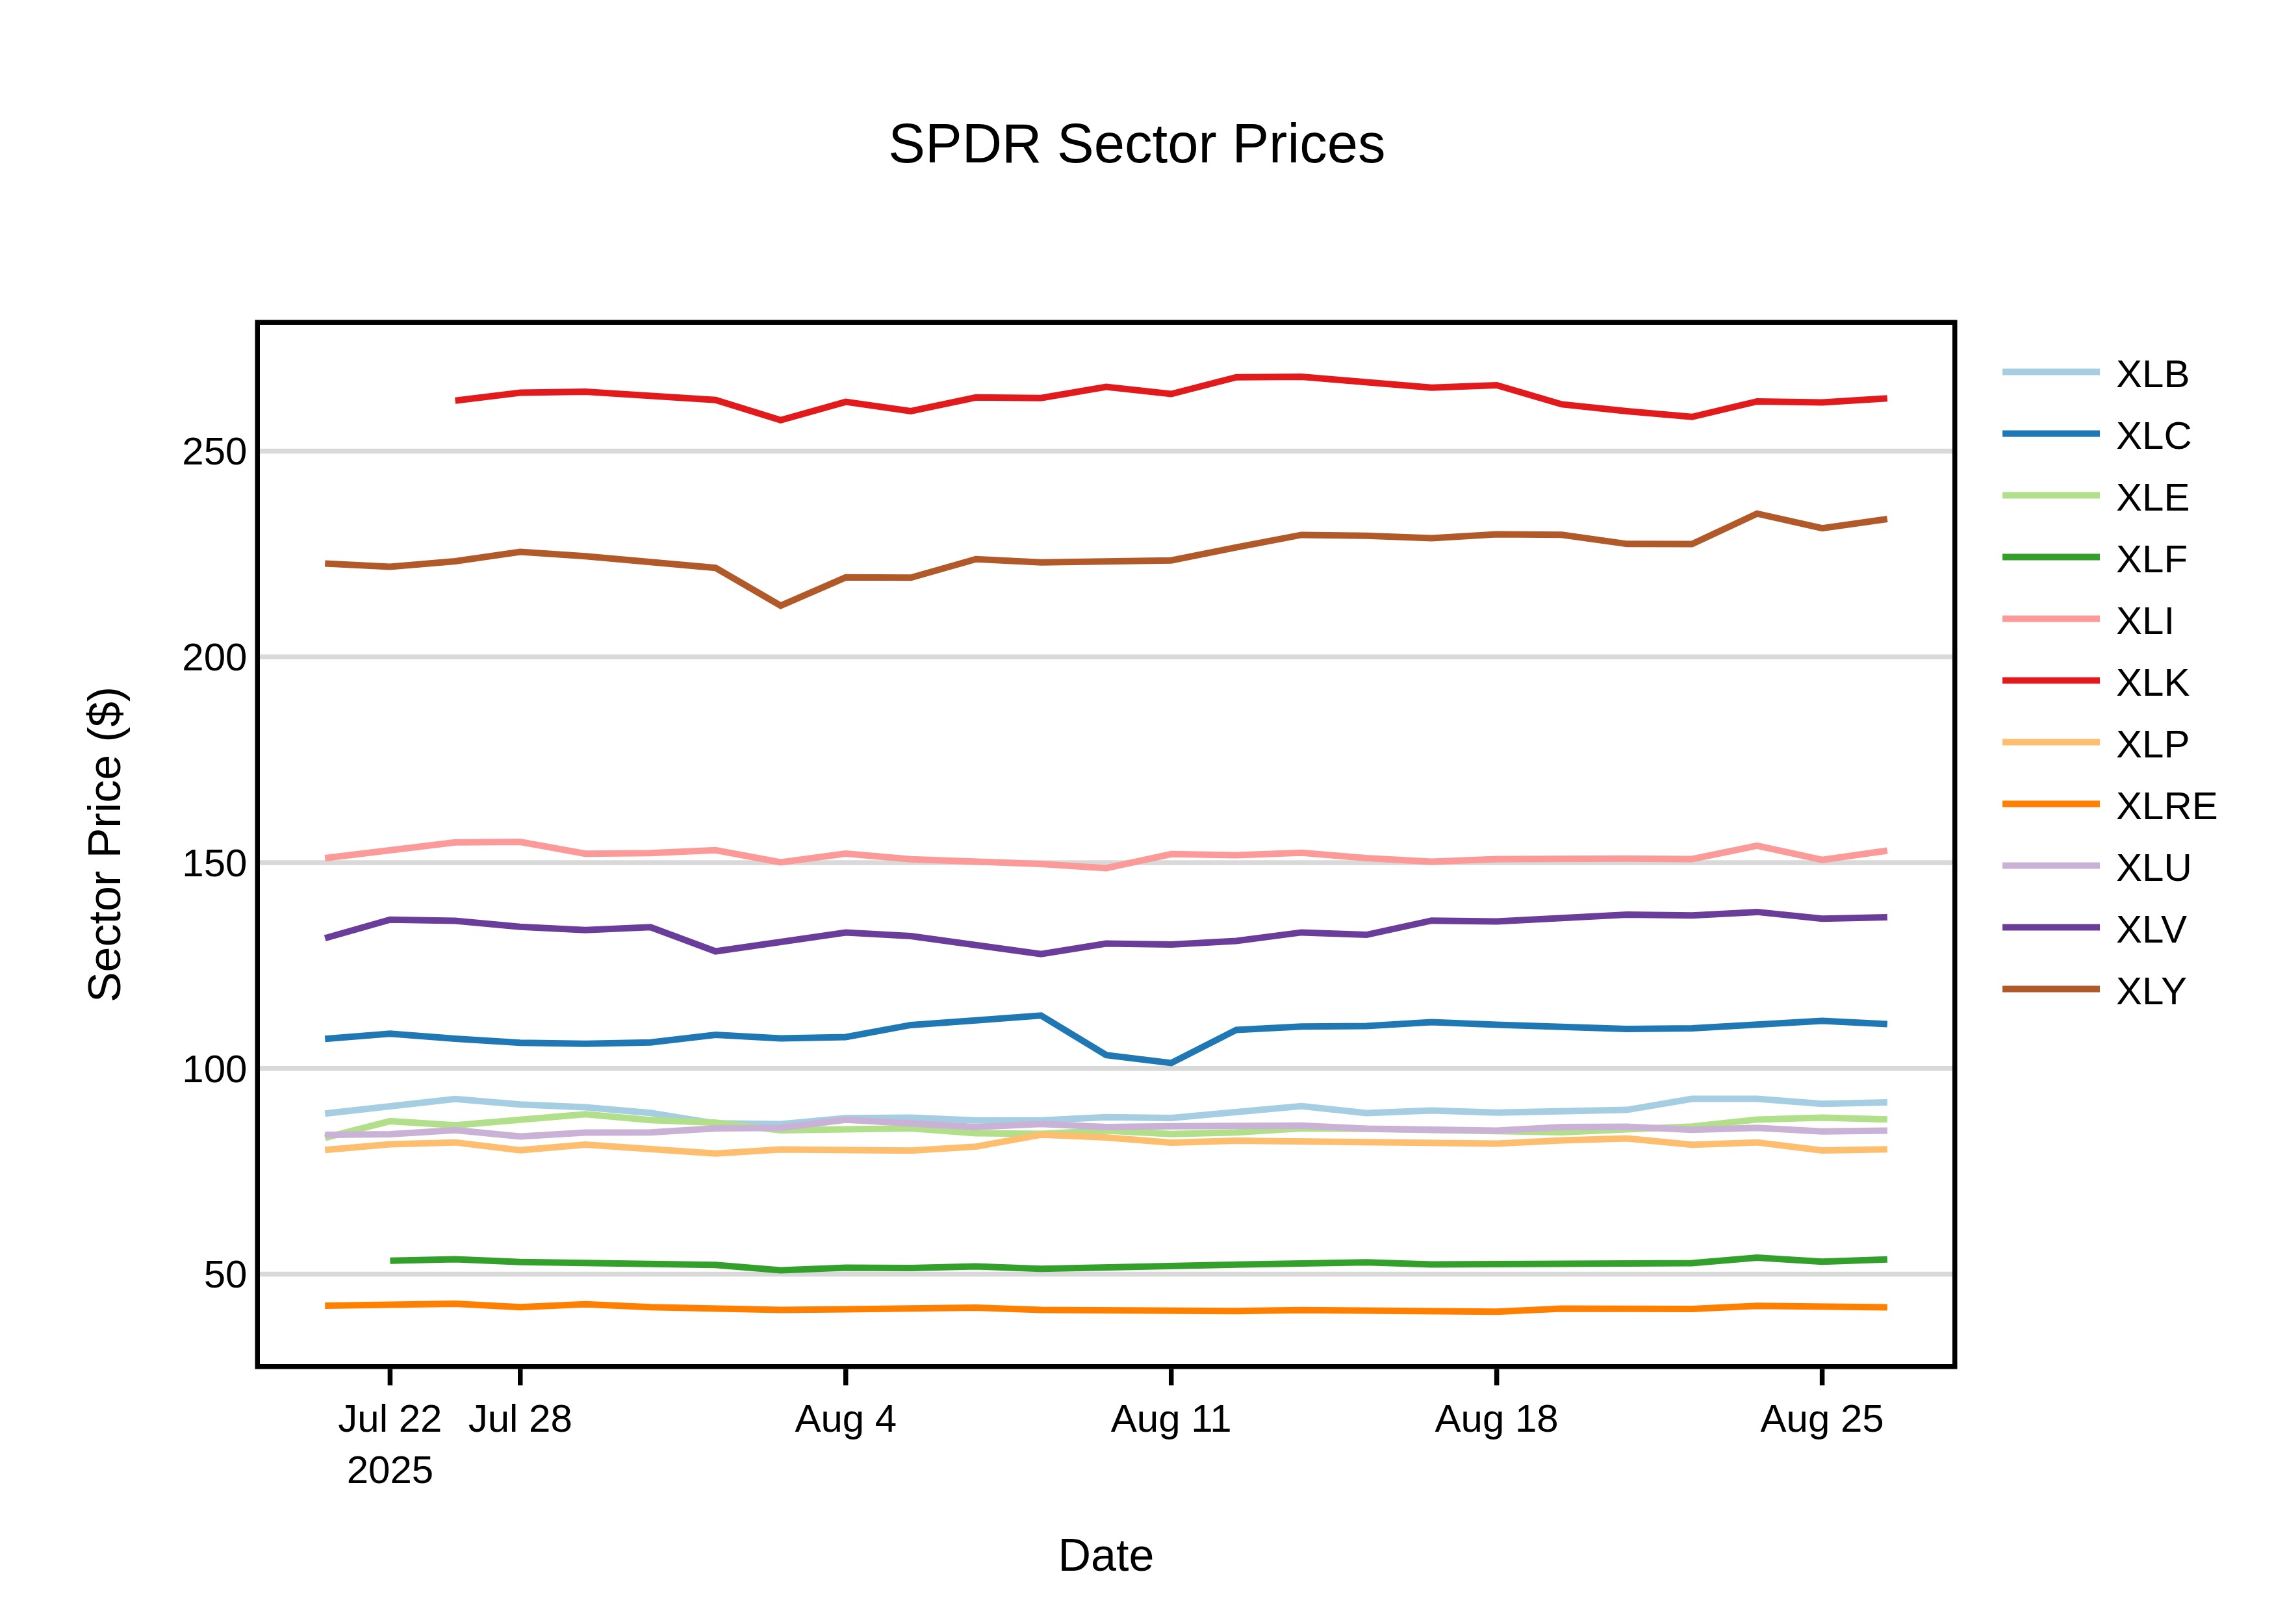 SPDR Sector Prices
Sector Price ($)
250
200
150
100
50
Jul 22
2025
Jul 28
Aug 4
Aug 11
Aug 18
Aug 25
Date
XLB
XLC
XLE
XLF
XLI
XLK
XLP
XLRE
XLU
XLV
XLY